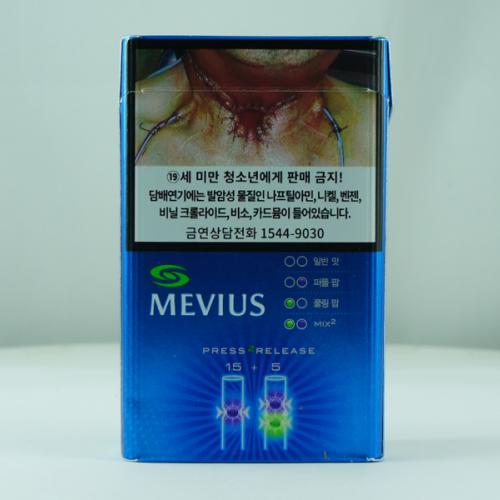 ⑲세 미만 청소년에게 판매 금지!
담배연기에는 발암성 물질인 나프틸아민, 니켈, 벤젠,
비닐 크롤라이드, 비소, 카드뮴이 들어있습니다.
금연상담전화 1544-9030
일반 맛
퍼플 팝
쿨링 팝
MIX²
MEVIUS
PRESS 2 RELEASE
15 + 5